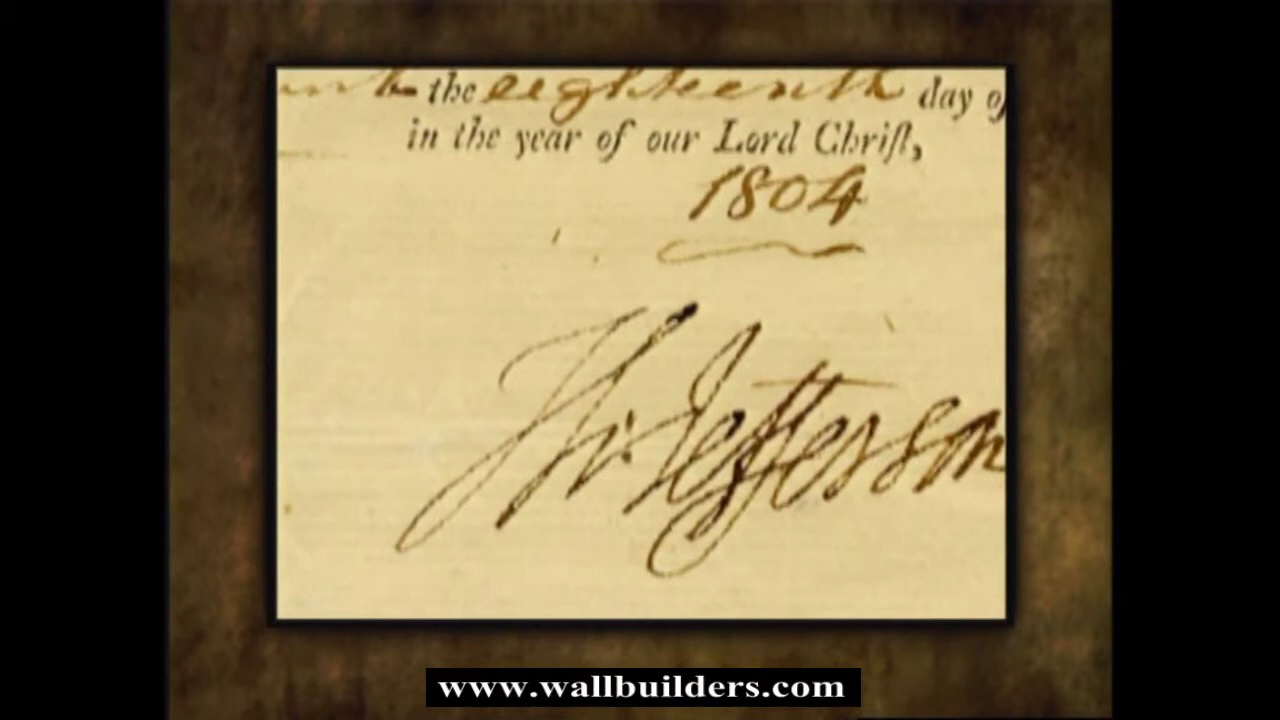 the eighteenth day of
in the year of our Lord Chriſt,
1804
Th: Jefferson
www.wallbuilders.com